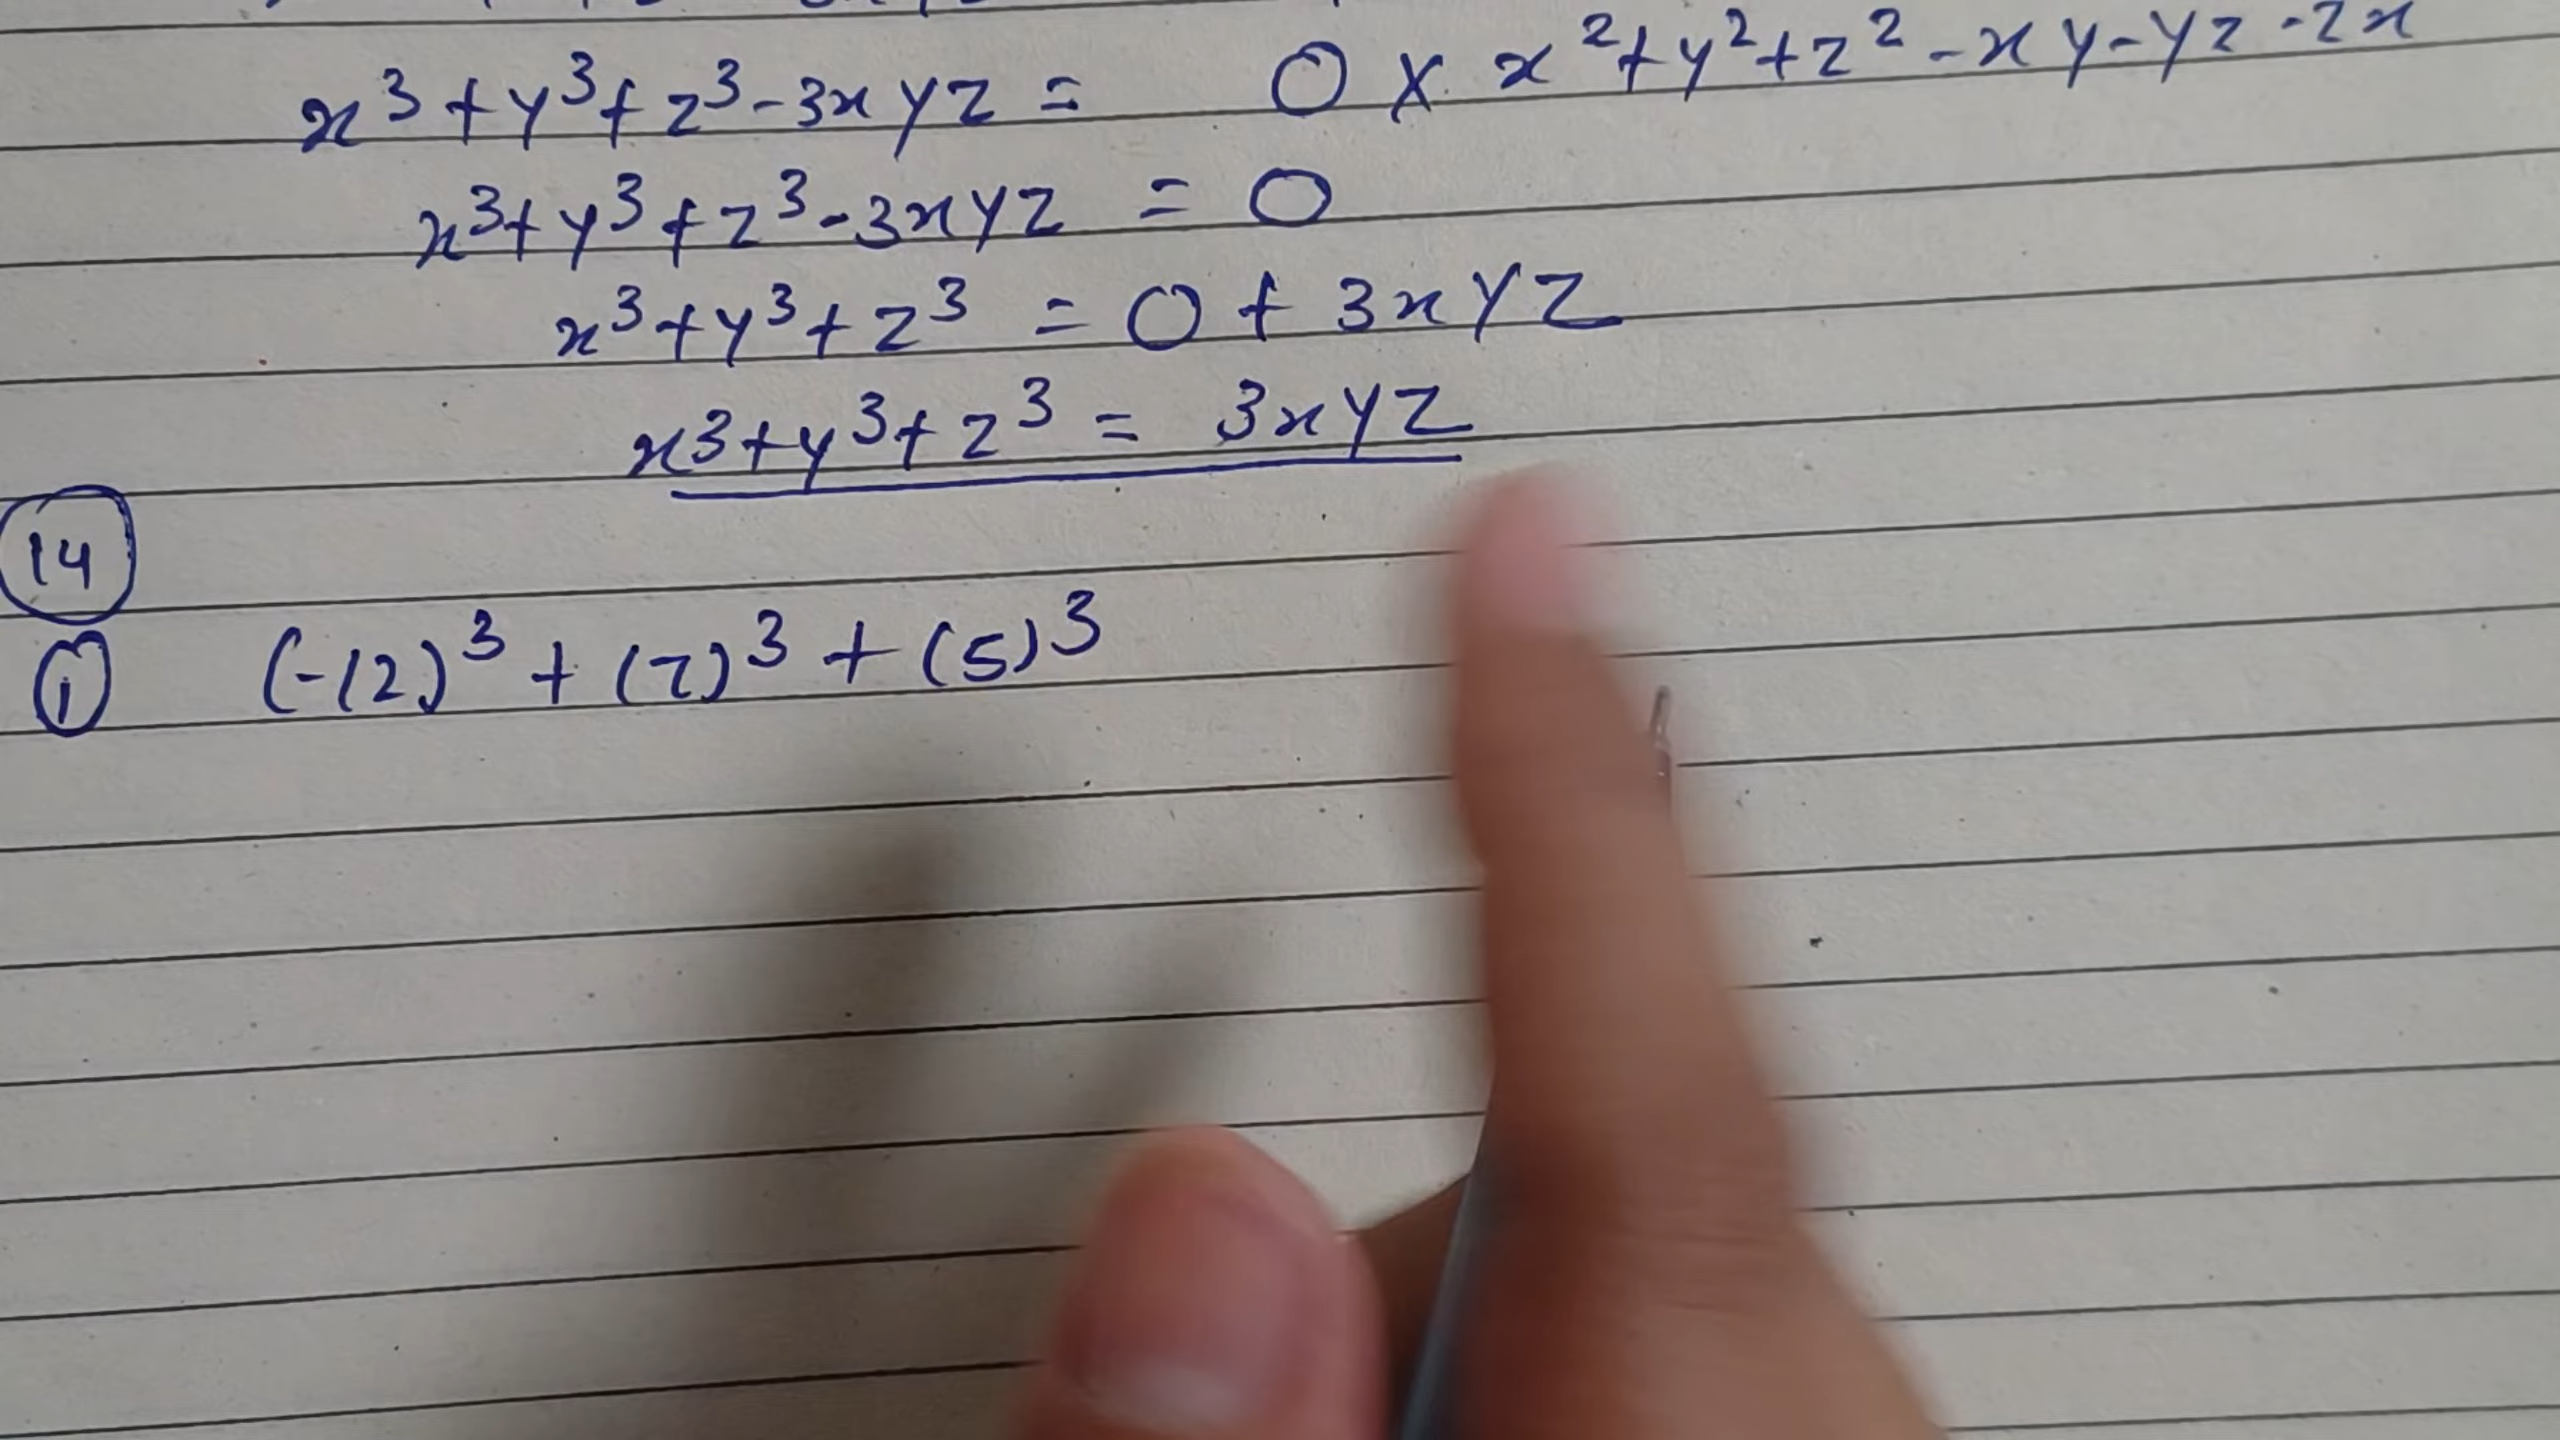 x³+y³+z³-3xyz = 0 × x²+y²+z²-xy-yz-zx
x³+y³+z³-3xyz = 0
x³+y³+z³ = 0 + 3xyz
x³+y³+z³ = 3xyz
14
i (-12)³ + (7)³ + (5)³